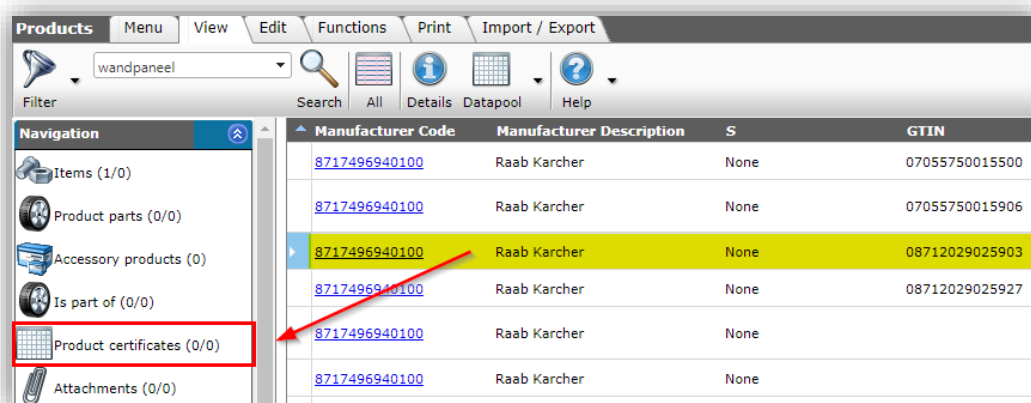 Products Menu View Edit Functions Print Import / Export
wandpaneel
Filter Search All Details Datapool Help
Navigation
Items (1/0)
Product parts (0/0)
Accessory products (0)
Is part of (0/0)
Product certificates (0/0)
Attachments (0/0)
Manufacturer Code Manufacturer Description S GTIN
8717496940100 Raab Karcher None 07055750015500
8717496940100 Raab Karcher None 07055750015906
8717496940100 Raab Karcher None 08712029025903
8717496940100 Raab Karcher None 08712029025927
8717496940100 Raab Karcher None
8717496940100 Raab Karcher None